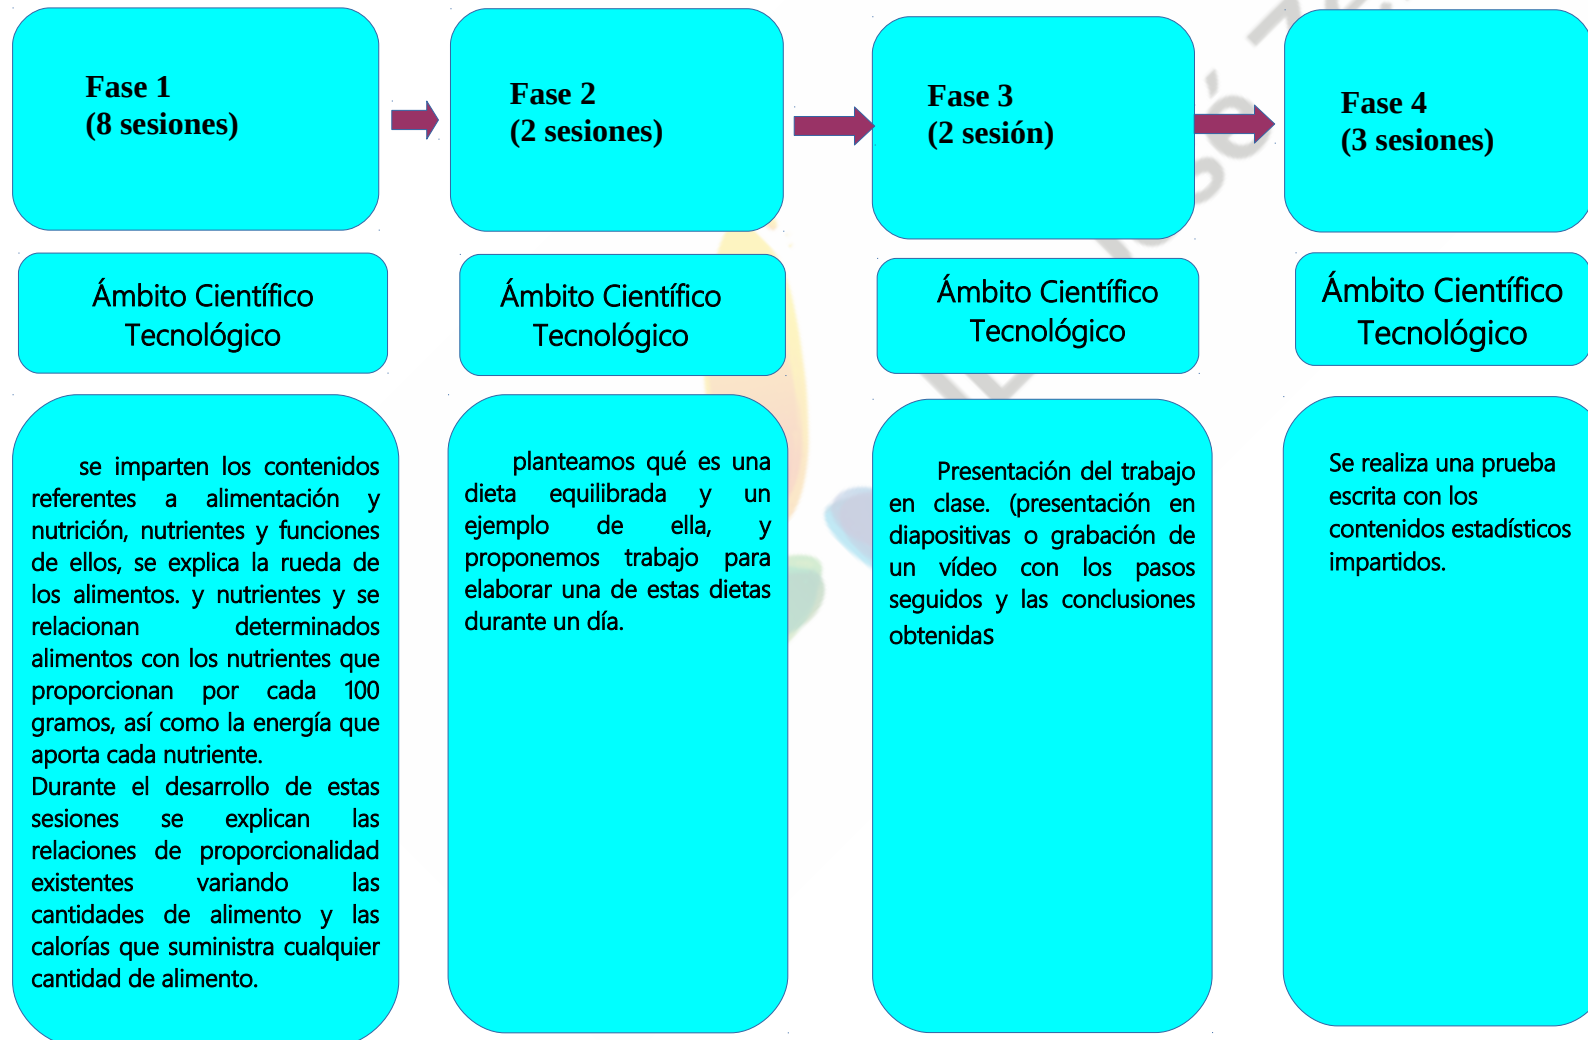 Fase 1
(8 sesiones)
Fase 2
(2 sesiones)
Fase 3
(2 sesión)
Fase 4
(3 sesiones)
Ámbito Científico
Tecnológico
Ámbito Científico
Tecnológico
Ámbito Científico
Tecnológico
Ámbito Científico
Tecnológico
se imparten los contenidos
referentes a alimentación y
nutrición, nutrientes y funciones
de ellos, se explica la rueda de
los alimentos. y nutrientes y se
relacionan determinados
alimentos con los nutrientes que
proporcionan por cada 100
gramos, así como la energía que
aporta cada nutriente.
Durante el desarrollo de estas
sesiones se explican las
relaciones de proporcionalidad
existentes variando las
cantidades de alimento y las
calorías que suministra cualquier
cantidad de alimento.
planteamos qué es una
dieta equilibrada y un
ejemplo de ella, y
proponemos trabajo para
elaborar una de estas dietas
durante un día.
Presentación del trabajo
en clase. (presentación en
diapositivas o grabación de
un vídeo con los pasos
seguidos y las conclusiones
obtenidas
Se realiza una prueba
escrita con los
contenidos estadísticos
impartidos.